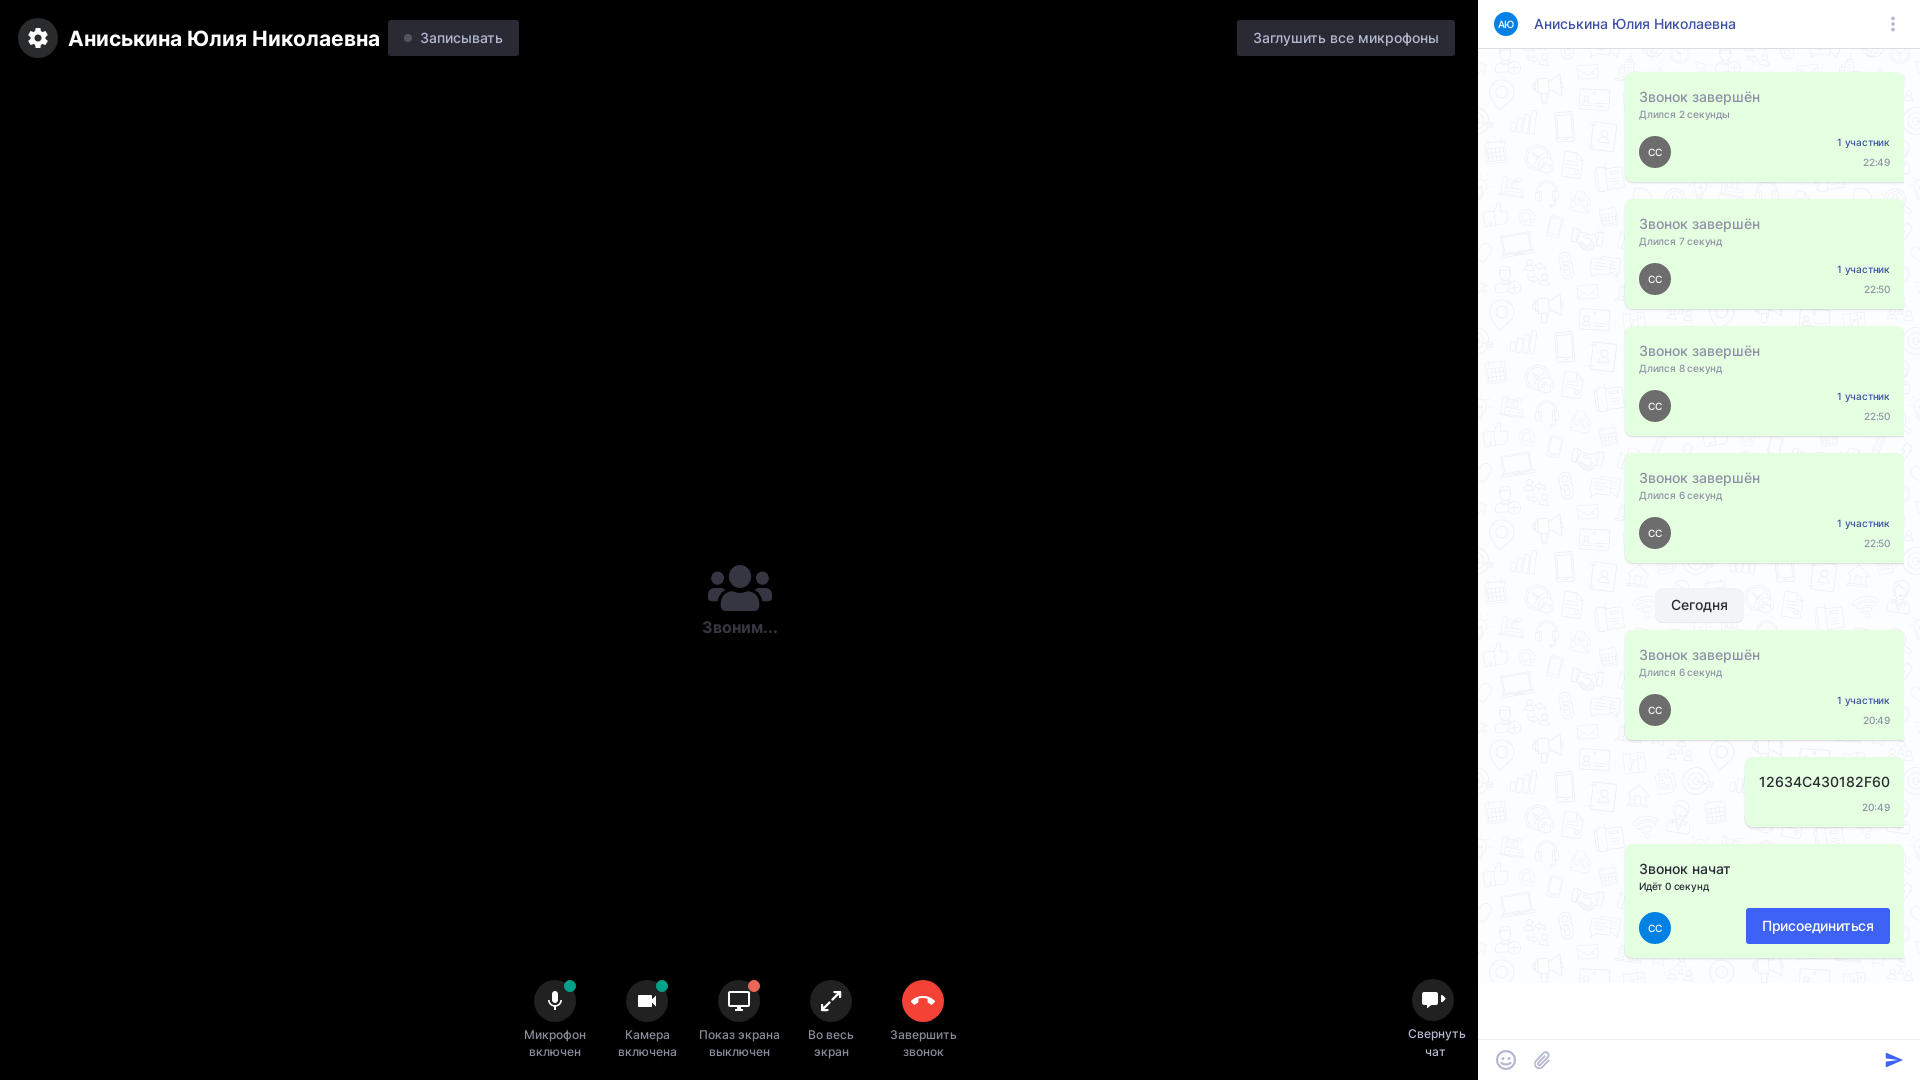 Аниськина Юлия Николаевна
Записывать
Заглушить все микрофоны
Звоним...
Микрофон
включен
Камера
включена
Показ экрана
выключен
Во весь
экран
Завершить
звонок
Свернуть
чат
АЮ
Аниськина Юлия Николаевна
Звонок завершён
Длился 2 секунды
СС
1 участник
22:49
Звонок завершён
Длился 7 секунд
СС
1 участник
22:50
Звонок завершён
Длился 8 секунд
СС
1 участник
22:50
Звонок завершён
Длился 6 секунд
СС
1 участник
22:50
Сегодня
Звонок завершён
Длился 6 секунд
СС
1 участник
20:49
12634C430182F60
20:49
Звонок начат
Идёт 0 секунд
СС
Присоединиться